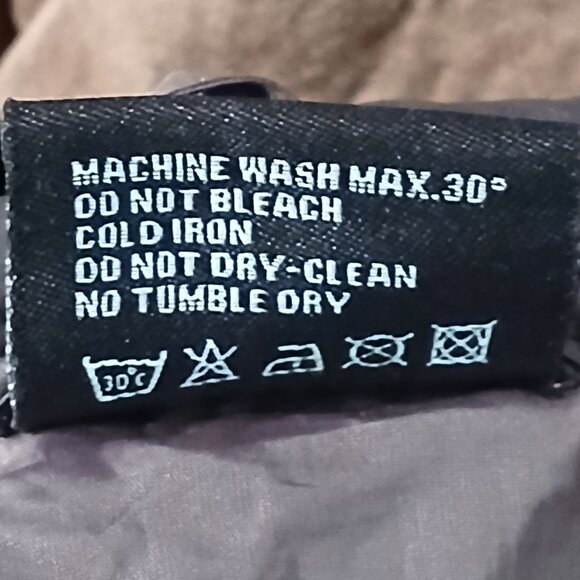 MACHINE WASH MAX.30°
DO NOT BLEACH
COLD IRON
DO NOT DRY-CLEAN
NO TUMBLE DRY
30°C